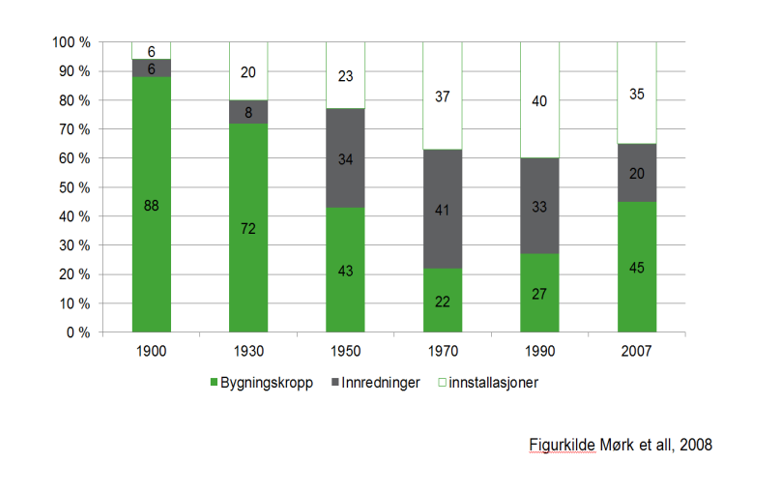 100 %
90 %
80 %
70 %
60 %
50 %
40 %
30 %
20 %
10 %
0 %
6 20 23 37 40 35
6 8 34 41 33 20
88 72 43 22 27 45
1900 1930 1950 1970 1990 2007
Bygningskropp Innredninger innstallasjoner
Figurkilde Mørk et all, 2008